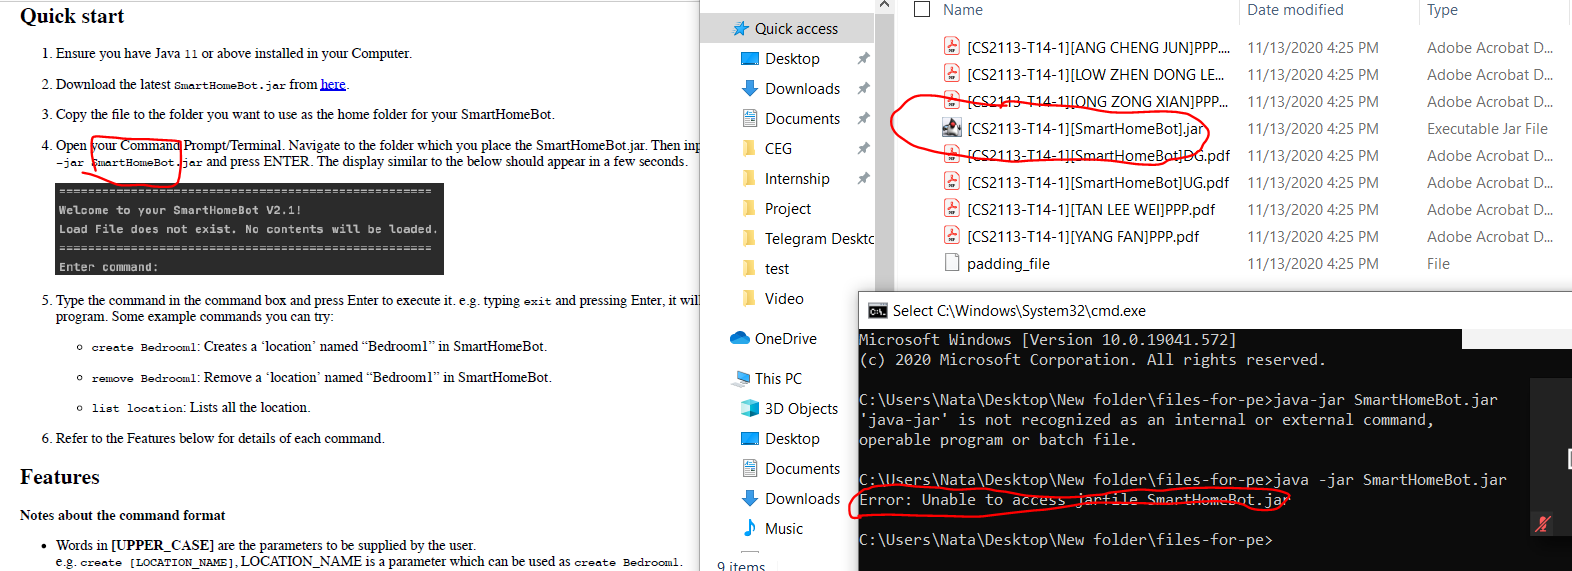 Quick start
1. Ensure you have Java 11 or above installed in your Computer.
2. Download the latest SmartHomeBot.jar from here.
3. Copy the file to the folder you want to use as the home folder for your SmartHomeBot.
4. Open your Command Prompt/Terminal. Navigate to the folder which you place the SmartHomeBot.jar. Then inp
-jar SmartHomeBot.jar and press ENTER. The display similar to the below should appear in a few seconds.
Welcome to your SmartHomeBot V2.1!
Load File does not exist. No contents will be loaded.
Enter command:
5. Type the command in the command box and press Enter to execute it. e.g. typing exit and pressing Enter, it will
program. Some example commands you can try:
create Bedroom1: Creates a ‘location’ named “Bedroom1” in SmartHomeBot.
remove Bedroom1: Remove a ‘location’ named “Bedroom1” in SmartHomeBot.
list location: Lists all the location.
6. Refer to the Features below for details of each command.
Features
Notes about the command format
Words in [UPPER_CASE] are the parameters to be supplied by the user.
e.g. create [LOCATION_NAME], LOCATION_NAME is a parameter which can be used as create Bedroom1.
Quick access
Desktop
Downloads
Documents
CEG
Internship
Project
Telegram Deskto
test
Video
OneDrive
This PC
3D Objects
Desktop
Documents
Downloads
Music
9 items
Name Date modified Type
[CS2113-T14-1][ANG CHENG JUN]PPP.... 11/13/2020 4:25 PM Adobe Acrobat D...
[CS2113-T14-1][LOW ZHEN DONG LE... 11/13/2020 4:25 PM Adobe Acrobat D...
[CS2113-T14-1][ONG ZONG XIAN]PPP... 11/13/2020 4:25 PM Adobe Acrobat D...
[CS2113-T14-1][SmartHomeBot].jar 11/13/2020 4:25 PM Executable Jar File
[CS2113-T14-1][SmartHomeBot]DG.pdf 11/13/2020 4:25 PM Adobe Acrobat D...
[CS2113-T14-1][SmartHomeBot]UG.pdf 11/13/2020 4:25 PM Adobe Acrobat D...
[CS2113-T14-1][TAN LEE WEI]PPP.pdf 11/13/2020 4:25 PM Adobe Acrobat D...
[CS2113-T14-1][YANG FAN]PPP.pdf 11/13/2020 4:25 PM Adobe Acrobat D...
padding_file 11/13/2020 4:25 PM File
Select C:\Windows\System32\cmd.exe
Microsoft Windows [Version 10.0.19041.572]
(c) 2020 Microsoft Corporation. All rights reserved.
C:\Users\Nata\Desktop\New folder\files-for-pe>java-jar SmartHomeBot.jar
'java-jar' is not recognized as an internal or external command,
operable program or batch file.
C:\Users\Nata\Desktop\New folder\files-for-pe>java -jar SmartHomeBot.jar
Error: Unable to access jarfile SmartHomeBot.jar
C:\Users\Nata\Desktop\New folder\files-for-pe>